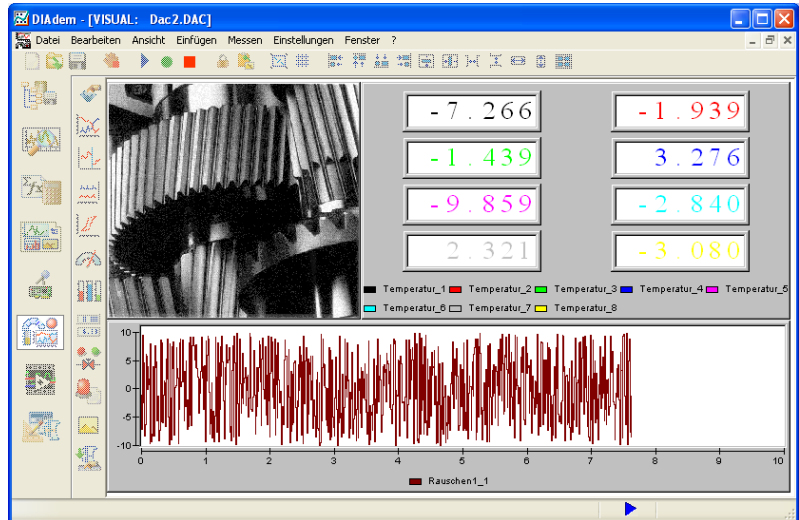 DIAdem - [VISUAL: Dac2.DAC]
Datei Bearbeiten Ansicht Einfügen Messen Einstellungen Fenster ?
-7.266 -1.939
-1.439 3.276
-9.859 -2.840
2.321 -3.080
Temperatur_1 Temperatur_2 Temperatur_3 Temperatur_4 Temperatur_5
Temperatur_6 Temperatur_7 Temperatur_8
10
5
0
-5
-10
0 1 2 3 4 5 6 7 8 9 10
Rauschen1_1